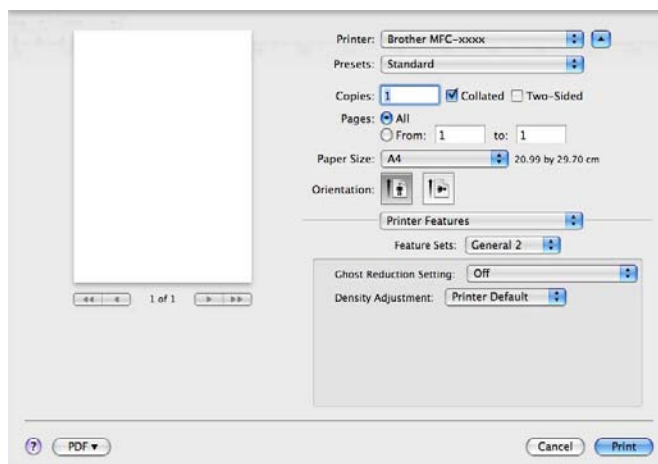 Printer: Brother MFC-xxxx
Presets: Standard
Copies: 1 Collated Two-Sided
Pages: All
From: 1 to: 1
Paper Size: A4 20.99 by 29.70 cm
Orientation:
Printer Features
Feature Sets: General 2
Ghost Reduction Setting: Off
Density Adjustment: Printer Default
1 of 1
? PDF Cancel Print